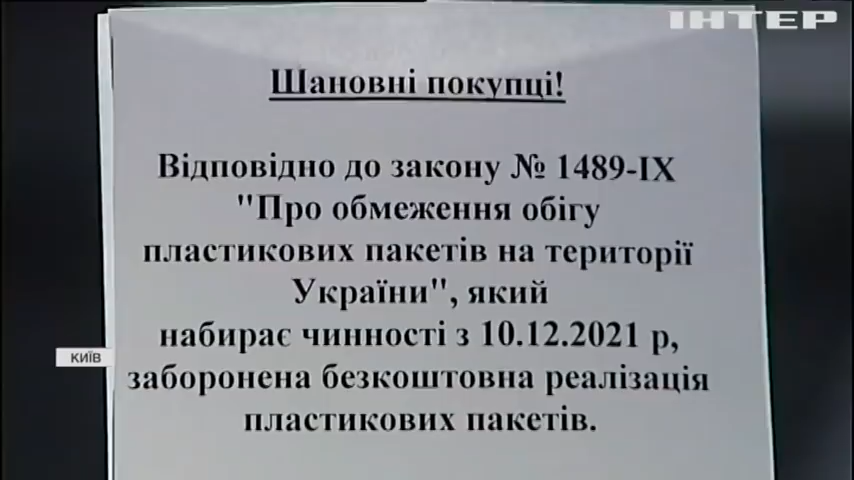 ІНТЕР
Шановні покупці!
Відповідно до закону № 1489-IX
"Про обмеження обігу
пластикових пакетів на території
України", який
набирає чинності з 10.12.2021 р,
заборонена безкоштовна реалізація
пластикових пакетів.
КИЇВ